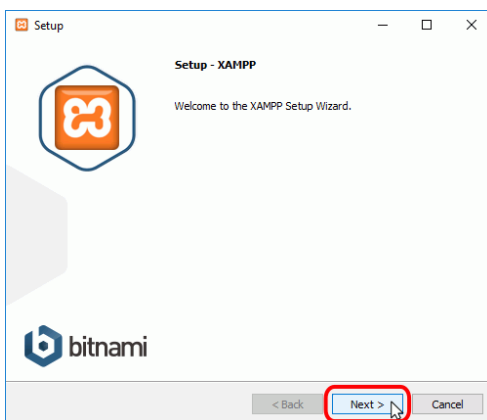 Setup
Setup - XAMPP
Welcome to the XAMPP Setup Wizard.
bitnami
< Back
Next >
Cancel